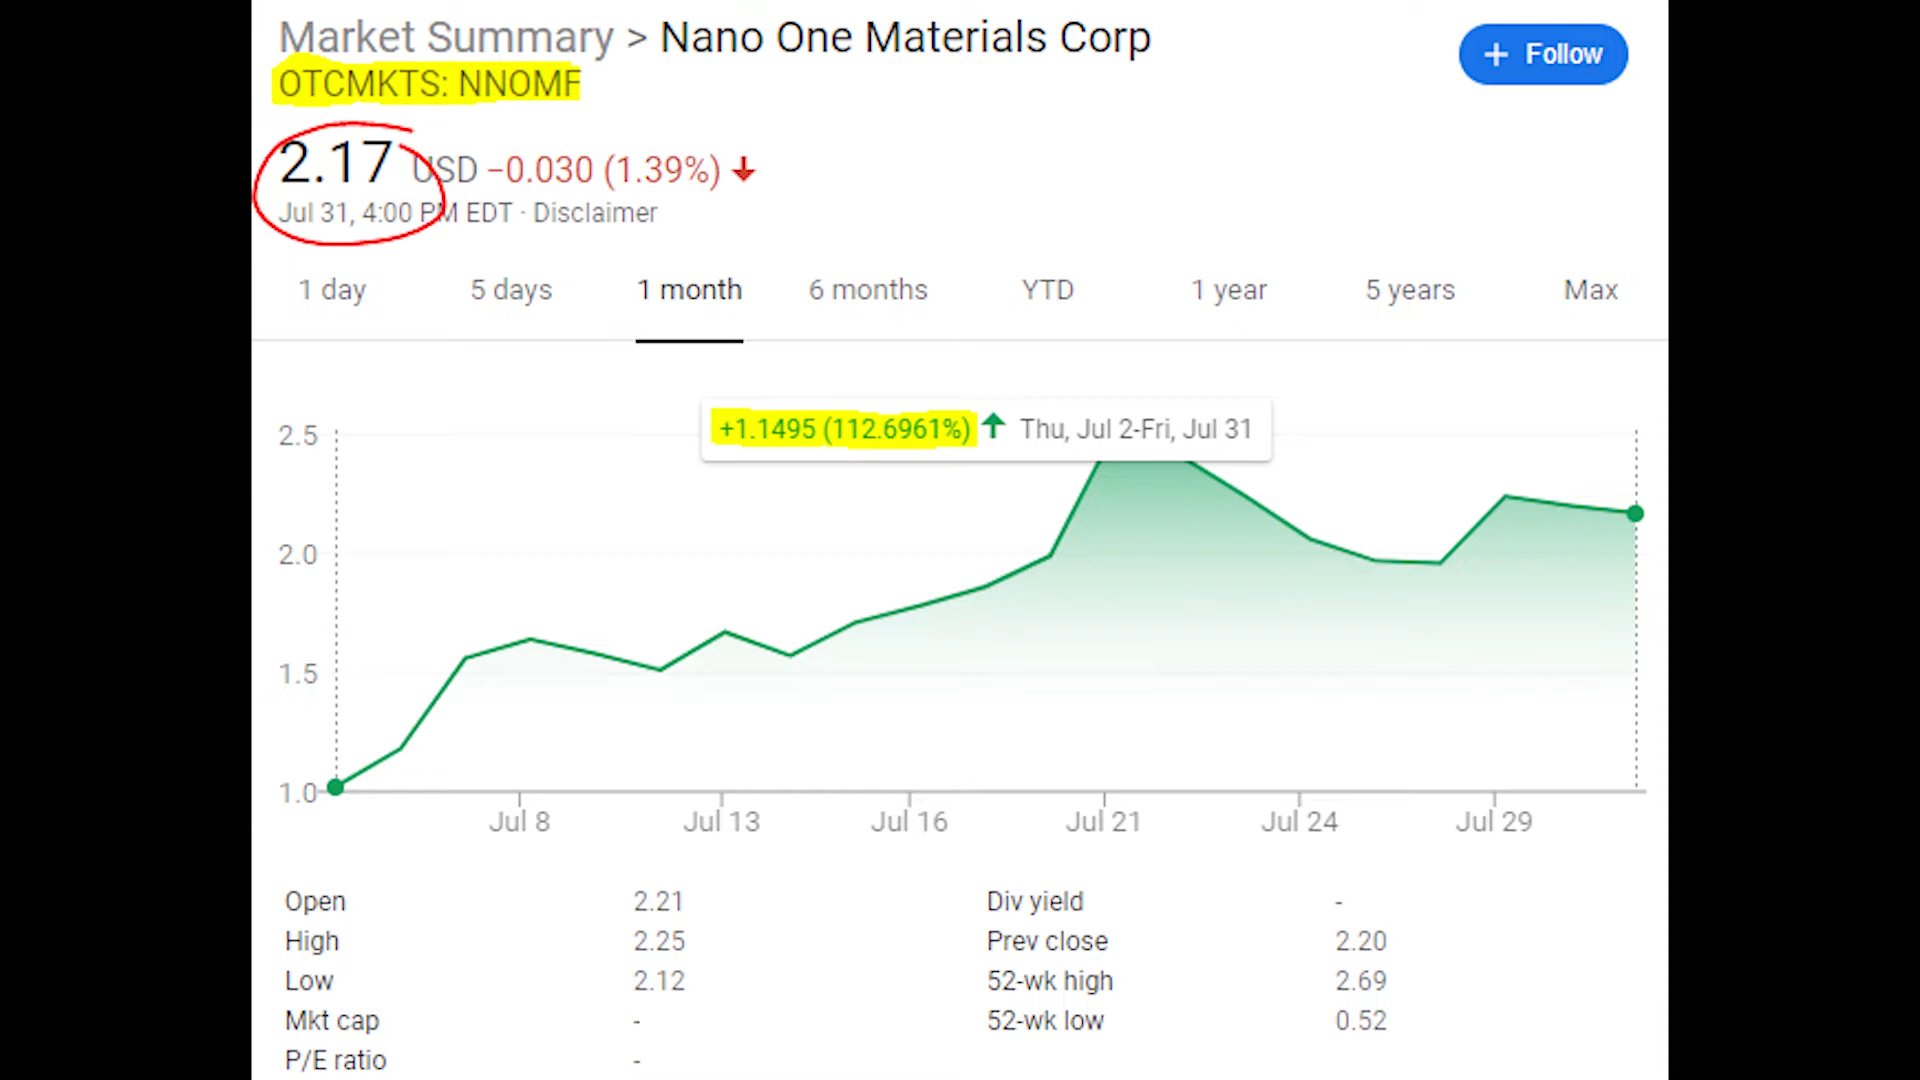 Market Summary > Nano One Materials Corp
+ Follow
OTCMKTS: NNOMF
2.17 USD −0.030 (1.39%)
Jul 31, 4:00 PM EDT · Disclaimer
1 day 5 days 1 month 6 months YTD 1 year 5 years Max
+1.1495 (112.6961%) Thu, Jul 2-Fri, Jul 31
2.5
2.0
1.5
1.0
Jul 8 Jul 13 Jul 16 Jul 21 Jul 24 Jul 29
Open 2.21 Div yield -
High 2.25 Prev close 2.20
Low 2.12 52-wk high 2.69
Mkt cap - 52-wk low 0.52
P/E ratio -